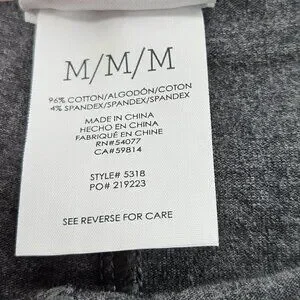 M/M/M
96% COTTON/ALGODÓN/COTON
4% SPANDEX/SPANDEX/SPANDEX
MADE IN CHINA
HECHO EN CHINA
FABRIQUÉ EN CHINE
RN#54077
CA#59814
STYLE# 5318
PO# 219223
SEE REVERSE FOR CARE